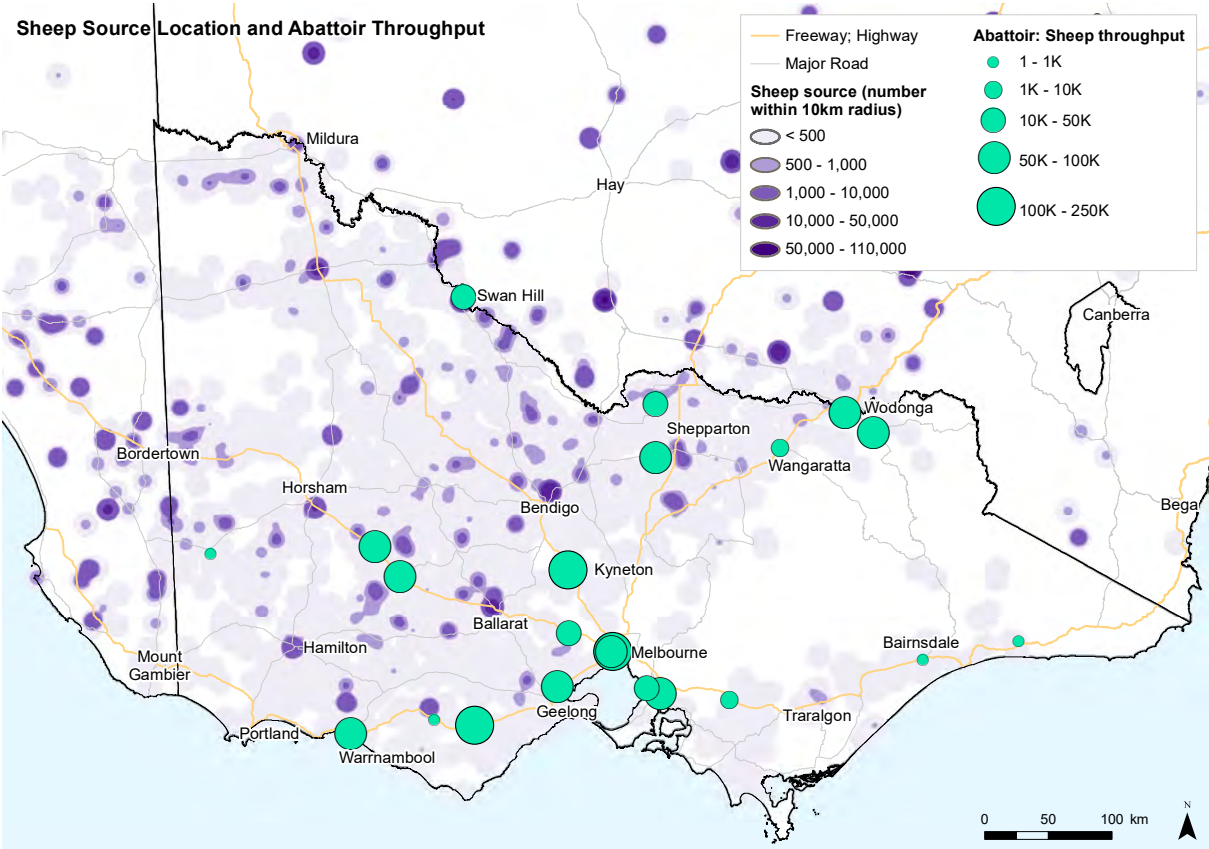 Sheep Source Location and Abattoir Throughput
Freeway; Highway
Major Road
Sheep source (number
within 10km radius)
< 500
500 - 1,000
1,000 - 10,000
10,000 - 50,000
50,000 - 110,000
Abattoir: Sheep throughput
1 - 1K
1K - 10K
10K - 50K
50K - 100K
100K - 250K
Mildura
Hay
Swan Hill
Canberra
Wodonga
Shepparton
Bordertown
Wangaratta
Horsham
Bendigo
Bega
Kyneton
Ballarat
Hamilton
Melbourne
Bairnsdale
Mount
Gambier
Geelong
Traralgon
Portland
Warrnambool
N
0 50 100 km